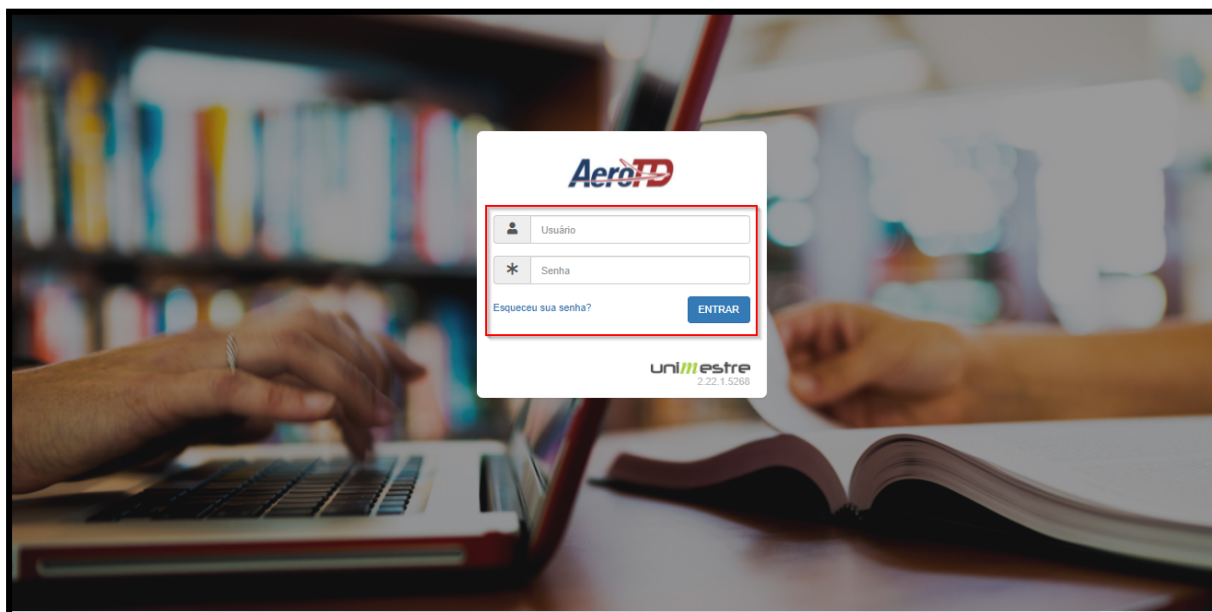 AeroTD
Usuário
Senha
Esqueceu sua senha?
ENTRAR
unimestre
2.22.1.5268